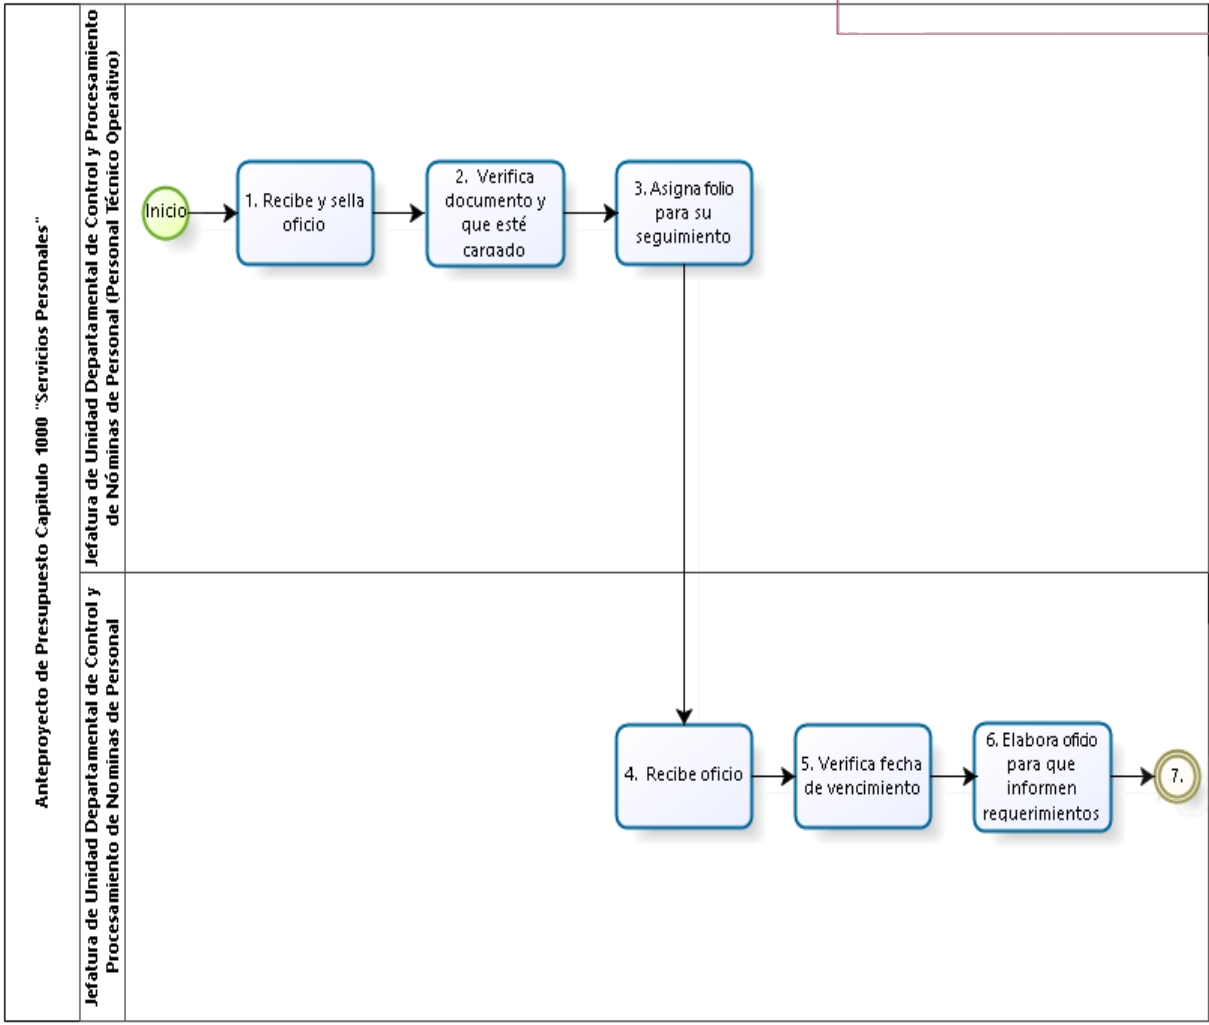 Anteproyecto de Presupuesto Capitulo 1000 "Servicios Personales"
Jefatura de Unidad Departamental de Control y Procesamiento
de Nóminas de Personal (Personal Técnico Operativo)
Inicio
1. Recibe y sella
oficio
2. Verifica
documento y
que esté
cargado
3. Asigna folio
para su
seguimiento
Jefatura de Unidad Departamental de Control y
Procesamiento de Nominas de Personal
4. Recibe oficio
5. Verifica fecha
de vencimiento
6. Elabora oficio
para que
informen
requerimientos
7.